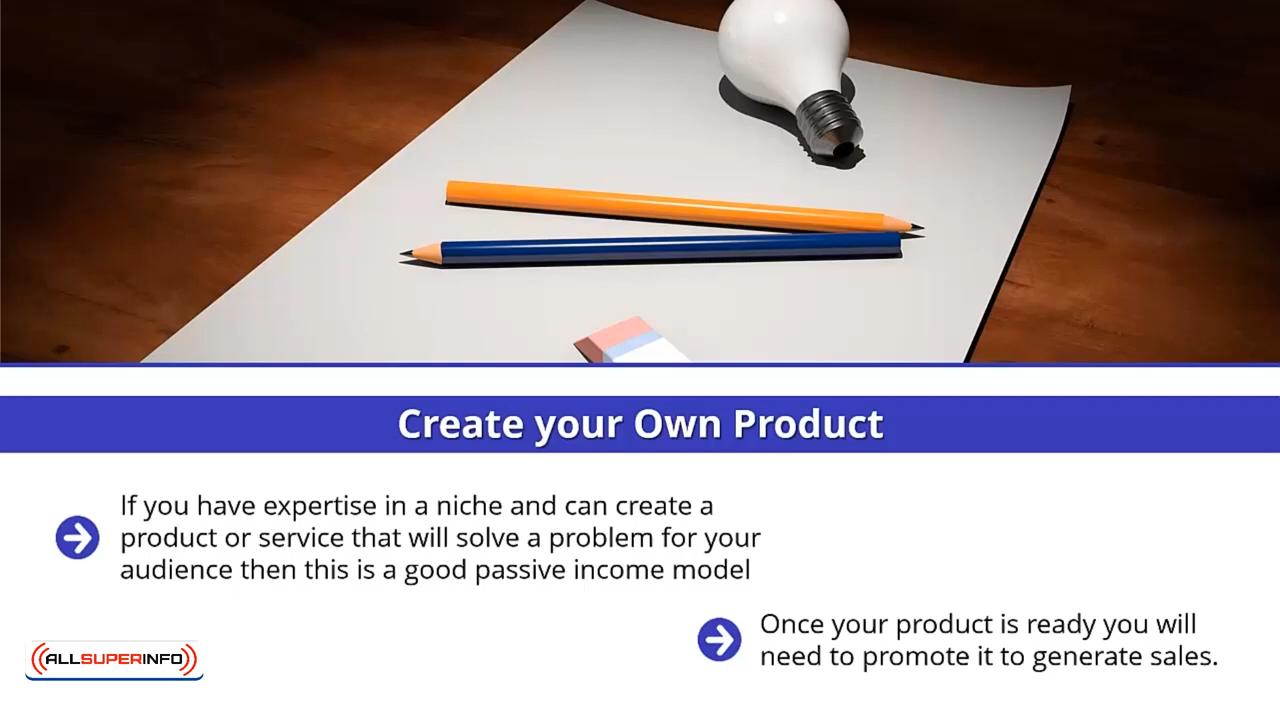 Create your Own Product
If you have expertise in a niche and can create a
product or service that will solve a problem for your
audience then this is a good passive income model
Once your product is ready you will
need to promote it to generate sales.
ALLSUPERINFO